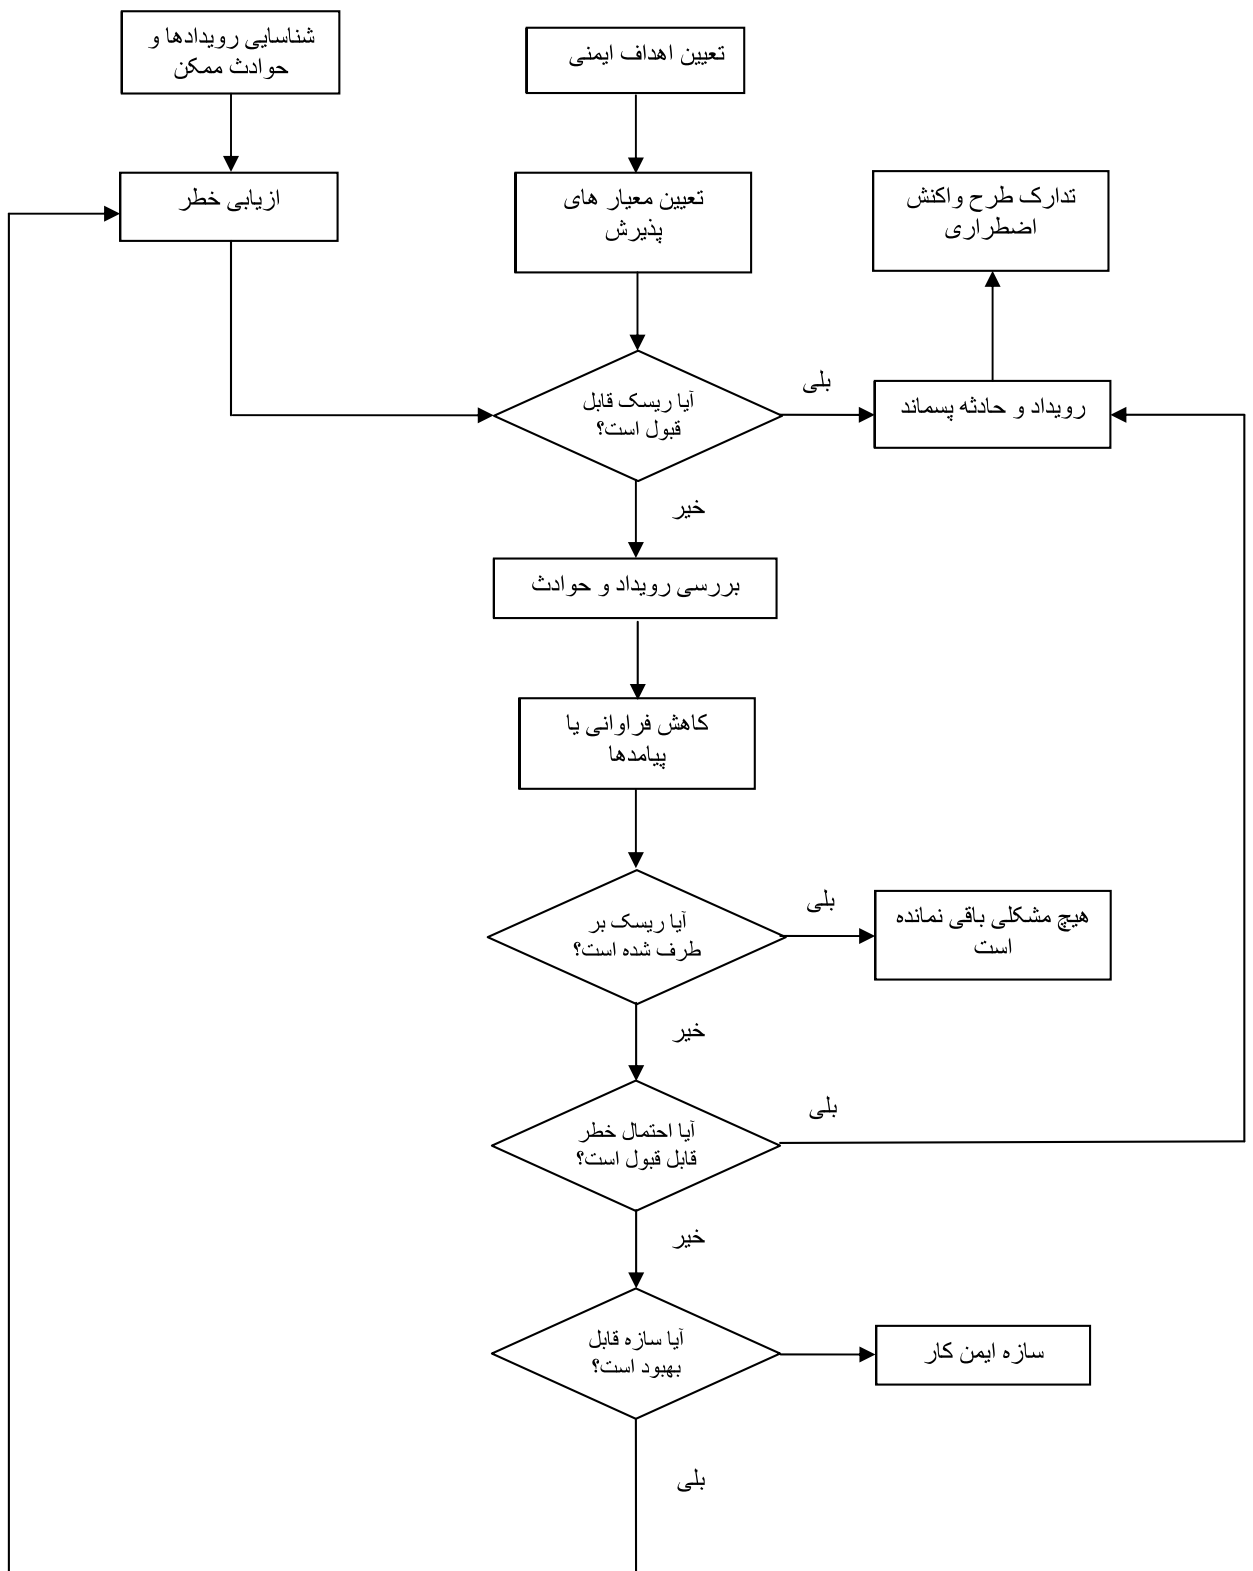 شناسایی رویدادها و
حوادث ممکن
تعیین اهداف ایمنی
ازیابی خطر
تعیین معیار های
پذیرش
تدارک طرح واکنش
اضطراری
آیا ریسک قابل
قبول است؟
بلی
رویداد و حادثه پسماند
خیر
بررسی رویداد و حوادث
کاهش فراوانی یا
پیامدها
آیا ریسک بر
طرف شده است؟
بلی
هیچ مشکلی باقی نمانده
است
خیر
آیا احتمال خطر
قابل قبول است؟
بلی
خیر
آیا سازه قابل
بهبود است؟
سازه ایمن کار
بلی